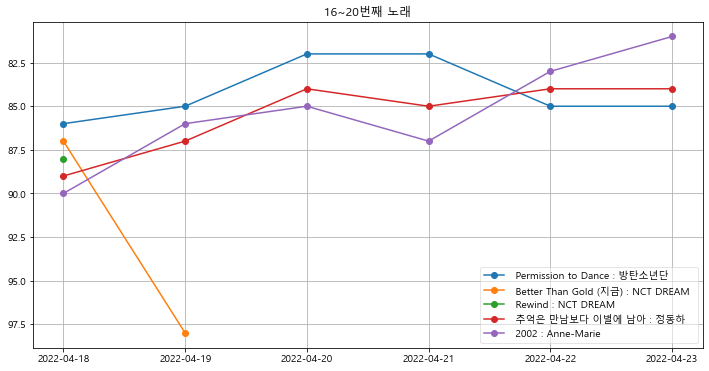 16~20번째 노래
82.5
85.0
87.5
90.0
92.5
95.0
97.5
Permission to Dance : 방탄소년단
Better Than Gold (지금) : NCT DREAM
Rewind : NCT DREAM
추억은 만남보다 이별에 남아 : 정동하
2002 : Anne-Marie
2022-04-18
2022-04-19
2022-04-20
2022-04-21
2022-04-22
2022-04-23